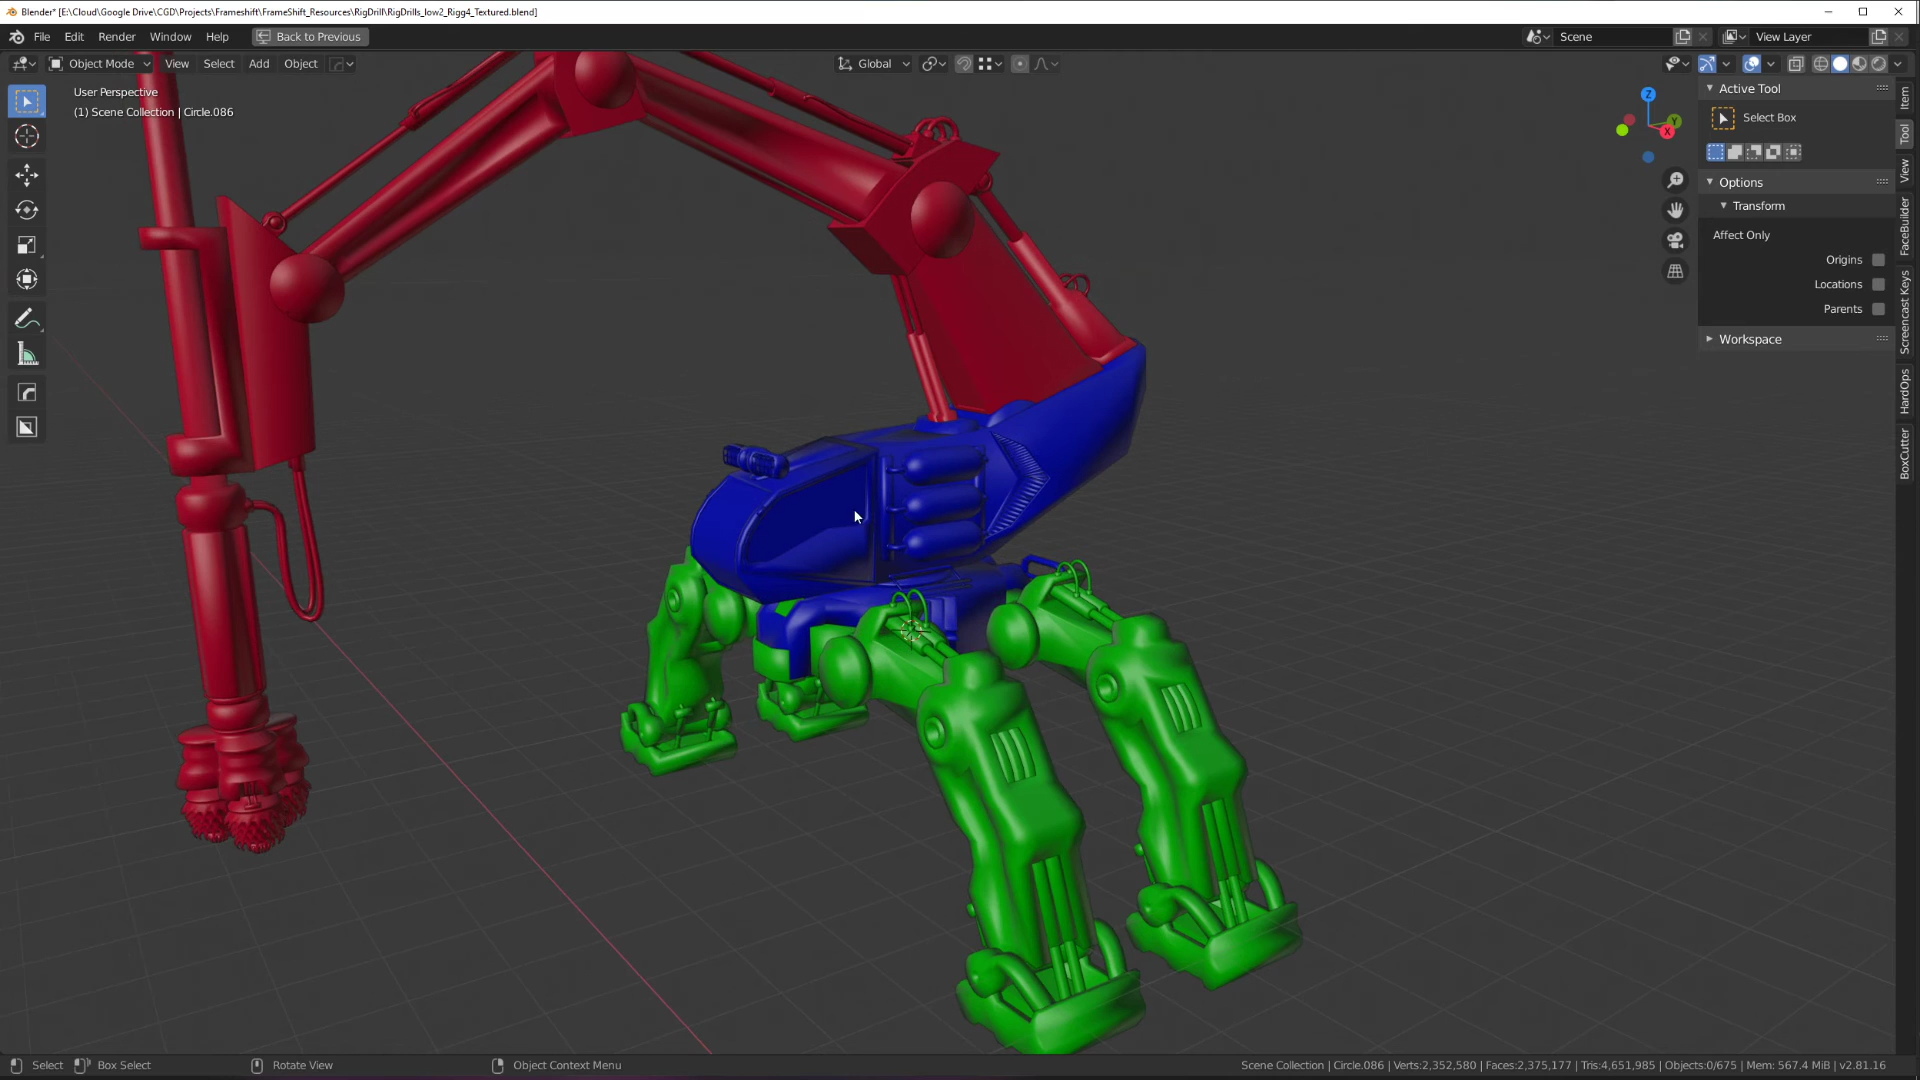 Blender* [E:\Cloud\Google Drive\CGD\Projects\Frameshift\FrameShift_Resources\RigDrill\RigDrills_low2_Rigg4_Textured.blend]
File Edit Render Window Help Back to Previous Scene View Layer
Object Mode View Select Add Object Global
User Perspective
(1) Scene Collection | Circle.086
Z
Y
X
Active Tool
Select Box
Options
Transform
Affect Only
Origins
Locations
Parents
Workspace
Item
Tool
View
FaceBuilder
Screencast Keys
HardOps
BoxCutter
Select Box Select Rotate View Object Context Menu Scene Collection | Circle.086 | Verts:2,352,580 | Faces:2,375,177 | Tris:4,651,985 | Objects:0/675 | Mem: 567.4 MiB | v2.81.16